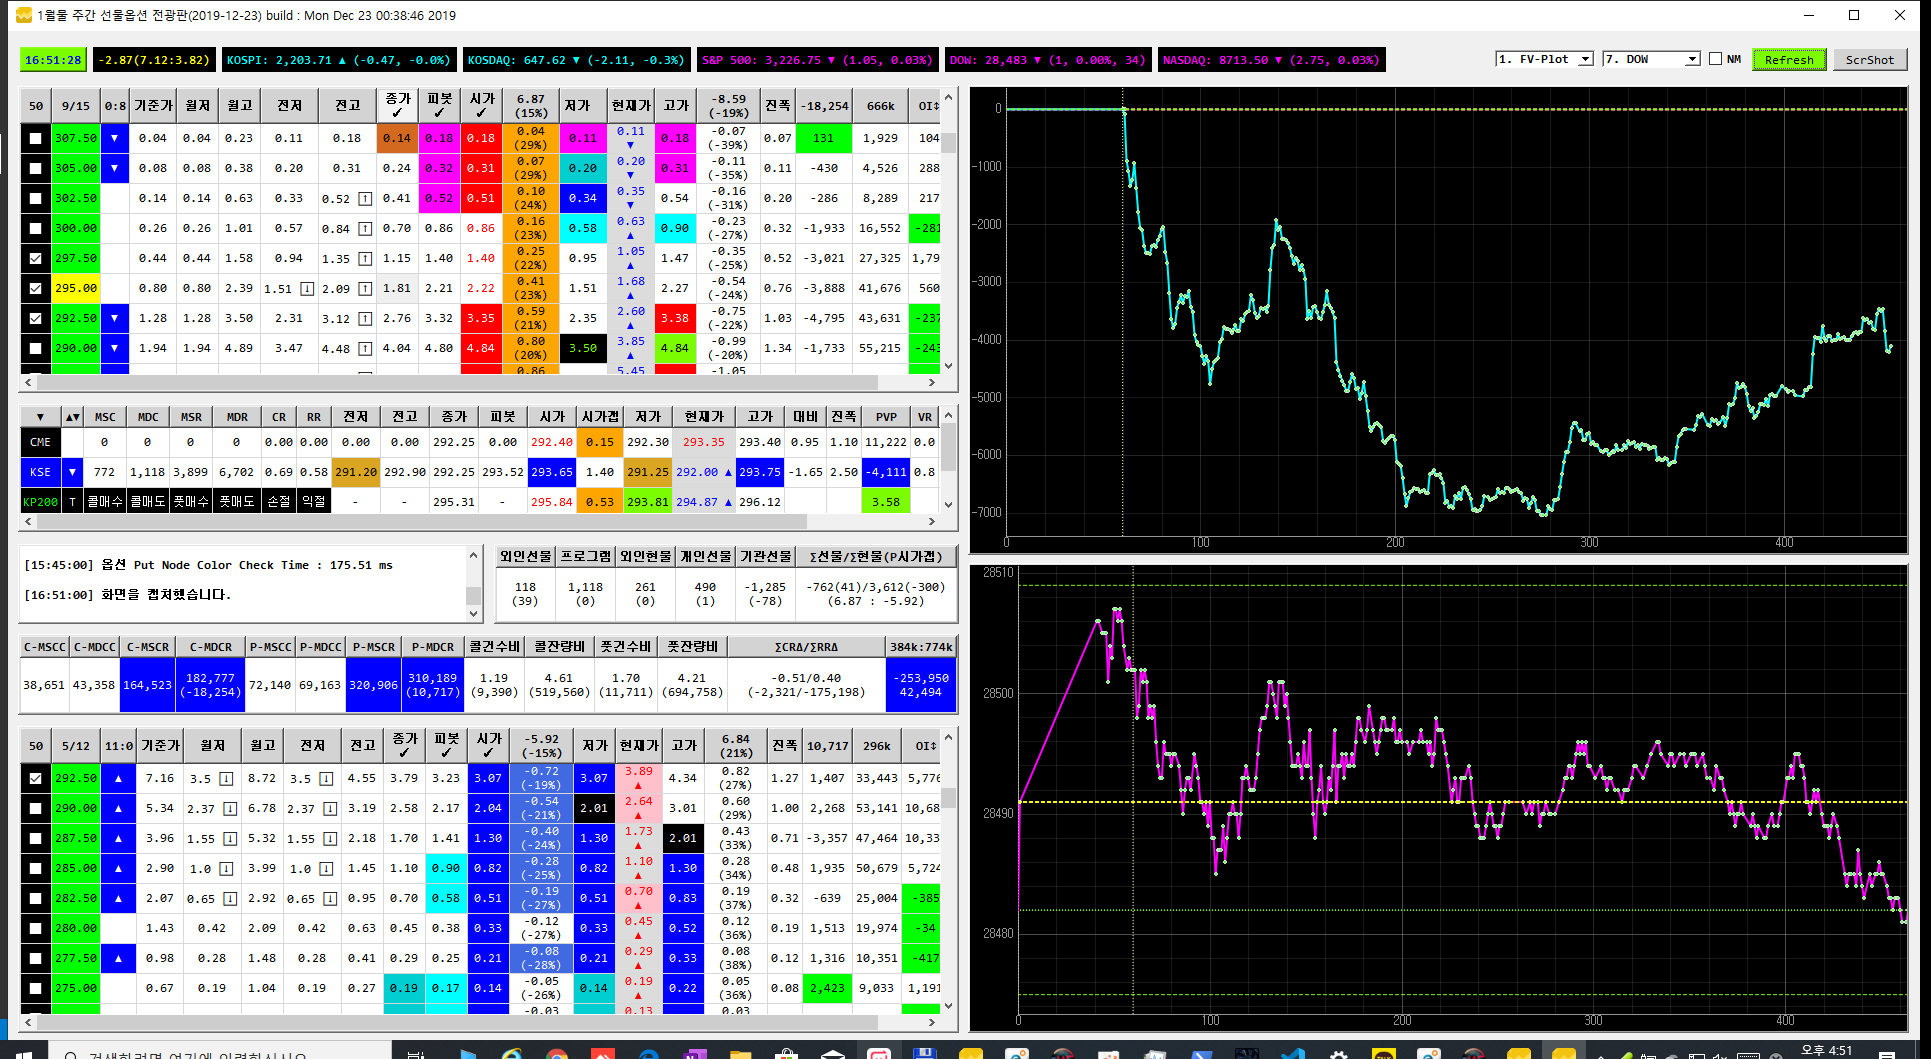 1월물 주간 선물옵션 전광판(2019-12-23) build : Mon Dec 23 00:38:46 2019
16:51:28 -2.87(7.12:3.82) KOSPI: 2,203.71 ▲ (-0.47, -0.0%) KOSDAQ: 647.62 ▼ (-2.11, -0.3%) S&P 500: 3,226.75 ▼ (1.05, 0.03%) DOW: 28,483 ▼ (1, 0.00%, 34) NASDAQ: 8713.50 ▼ (2.75, 0.03%) 1. FV-Plot 7. DOW NM Refresh ScrShot
50 9/15 0:8 기준가 월저 월고 전저 전고 종가 ✓ 피봇 ✓ 시가 ✓ 6.87 (15%) 저가 현재가 고가 -8.59 (-19%) 진폭 -18,254 666k OI↕
307.50 ▼ 0.04 0.04 0.23 0.11 0.18 0.14 0.18 0.18 0.04 (29%) 0.11 0.11 ▼ 0.18 -0.07 (-39%) 0.07 131 1,929 104
305.00 ▼ 0.08 0.08 0.38 0.20 0.31 0.24 0.32 0.31 0.07 (29%) 0.20 0.20 ▼ 0.31 -0.11 (-35%) 0.11 -430 4,526 288
302.50 0.14 0.14 0.63 0.33 0.52 ↑ 0.41 0.52 0.51 0.10 (24%) 0.34 0.35 ▼ 0.54 -0.16 (-31%) 0.20 -286 8,289 217
300.00 0.26 0.26 1.01 0.57 0.84 ↑ 0.70 0.86 0.86 0.16 (23%) 0.58 0.63 ▲ 0.90 -0.23 (-27%) 0.32 -1,933 16,552 -281
297.50 0.44 0.44 1.58 0.94 1.35 ↑ 1.15 1.40 1.40 0.25 (22%) 0.95 1.05 ▲ 1.47 -0.35 (-25%) 0.52 -3,021 27,325 1,79
295.00 0.80 0.80 2.39 1.51 ↓ 2.09 ↑ 1.81 2.21 2.22 0.41 (23%) 1.51 1.68 ▲ 2.27 -0.54 (-24%) 0.76 -3,888 41,676 560
292.50 ▼ 1.28 1.28 3.50 2.31 3.12 ↑ 2.76 3.32 3.35 0.59 (21%) 2.35 2.60 ▲ 3.38 -0.75 (-22%) 1.03 -4,795 43,631 -237
290.00 ▼ 1.94 1.94 4.89 3.47 4.48 ↑ 4.04 4.80 4.84 0.80 (20%) 3.50 3.85 ▲ 4.84 -0.99 (-20%) 1.34 -1,733 55,215 -243
0.86 5.45 -1.05
▼ ▲▼ MSC MDC MSR MDR CR RR 전저 전고 종가 피봇 시가 시가갭 저가 현재가 고가 대비 진폭 PVP VR
CME 0 0 0 0 0.00 0.00 0.00 0.00 292.25 0.00 292.40 0.15 292.30 293.35 293.40 0.95 1.10 11,222 0.0
KSE ▼ 772 1,118 3,899 6,702 0.69 0.58 291.20 292.90 292.25 293.52 293.65 1.40 291.25 292.00 ▲ 293.75 -1.65 2.50 -4,111 0.8
KP200 T 콜매수 콜매도 풋매수 풋매도 손절 익절 - - 295.31 - 295.84 0.53 293.81 294.87 ▲ 296.12 3.58
[15:45:00] 옵션 Put Node Color Check Time : 175.51 ms
[16:51:00] 화면을 캡처했습니다.
외인선물 프로그램 외인현물 개인선물 기관선물 Σ선물/Σ현물(P시가갭)
118 1,118 261 490 -1,285 -762(41)/3,612(-300)
(39) (0) (0) (1) (-78) (6.87 : -5.92)
C-MSCC C-MDCC C-MSCR C-MDCR P-MSCC P-MDCC P-MSCR P-MDCR 콜건수비 콜잔량비 풋건수비 풋잔량비 ΣCRΔ/ΣRRΔ 384k:774k
38,651 43,358 164,523 182,777 (-18,254) 72,140 69,163 320,906 310,189 (10,717) 1.19 (9,390) 4.61 (519,560) 1.70 (11,711) 4.21 (694,758) -0.51/0.40 (-2,321/-175,198) -253,950 42,494
50 5/12 11:0 기준가 월저 월고 전저 전고 종가 ✓ 피봇 ✓ 시가 ✓ -5.92 (-15%) 저가 현재가 고가 6.84 (21%) 진폭 10,717 296k OI↕
292.50 ▲ 7.16 3.5 ↓ 8.72 3.5 ↓ 4.55 3.79 3.23 3.07 -0.72 (-19%) 3.07 3.89 ▲ 4.34 0.82 (27%) 1.27 1,407 33,443 5,776
290.00 ▲ 5.34 2.37 ↓ 6.78 2.37 ↓ 3.19 2.58 2.17 2.04 -0.54 (-21%) 2.01 2.64 ▲ 3.01 0.60 (29%) 1.00 2,268 53,141 10,68
287.50 ▲ 3.96 1.55 ↓ 5.32 1.55 ↓ 2.18 1.70 1.41 1.30 -0.40 (-24%) 1.30 1.73 ▲ 2.01 0.43 (33%) 0.71 -3,357 47,464 10,33
285.00 ▲ 2.90 1.0 ↓ 3.99 1.0 ↓ 1.45 1.10 0.90 0.82 -0.28 (-25%) 0.82 1.10 ▲ 1.30 0.28 (34%) 0.48 1,935 50,679 5,724
282.50 ▲ 2.07 0.65 ↓ 2.92 0.65 ↓ 0.95 0.70 0.58 0.51 -0.19 (-27%) 0.51 0.70 ▲ 0.83 0.19 (37%) 0.32 -639 25,004 -385
280.00 1.43 0.42 2.09 0.42 0.63 0.45 0.38 0.33 -0.12 (-27%) 0.33 0.45 ▲ 0.52 0.12 (36%) 0.19 1,513 19,974 -34
277.50 ▲ 0.98 0.28 1.48 0.28 0.41 0.29 0.25 0.21 -0.08 (-28%) 0.21 0.29 ▲ 0.33 0.08 (38%) 0.12 1,316 10,351 -417
275.00 0.67 0.19 1.04 0.19 0.27 0.19 0.17 0.14 -0.05 (-26%) 0.14 0.19 ▲ 0.22 0.05 (36%) 0.08 2,423 9,033 1,191
-0.03 0.13 0.03
0
-1000
-2000
-3000
-4000
-5000
-6000
-7000
0 100 200 300 400
28510
28500
28490
28480
0 100 200 300 400
오후 4:51